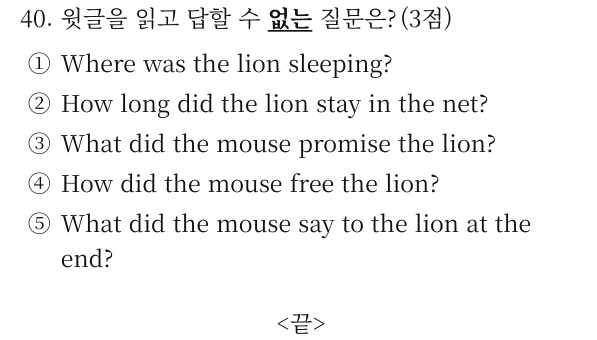 40. 윗글을 읽고 답할 수 없는 질문은?(3점)
① Where was the lion sleeping?
② How long did the lion stay in the net?
③ What did the mouse promise the lion?
④ How did the mouse free the lion?
⑤ What did the mouse say to the lion at the
end?
<끝>